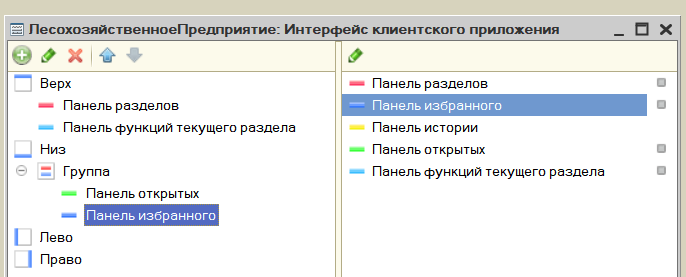 ЛесохозяйственноеПредприятие: Интерфейс клиентского приложения
Верх
Панель разделов
Панель функций текущего раздела
Низ
Группа
Панель открытых
Панель избранного
Лево
Право
Панель разделов
Панель избранного
Панель истории
Панель открытых
Панель функций текущего раздела